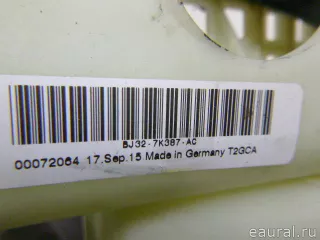 BJ32-7K387-AC
00072064 17.Sep.15 Made in Germany T2GCA
eaural.ru